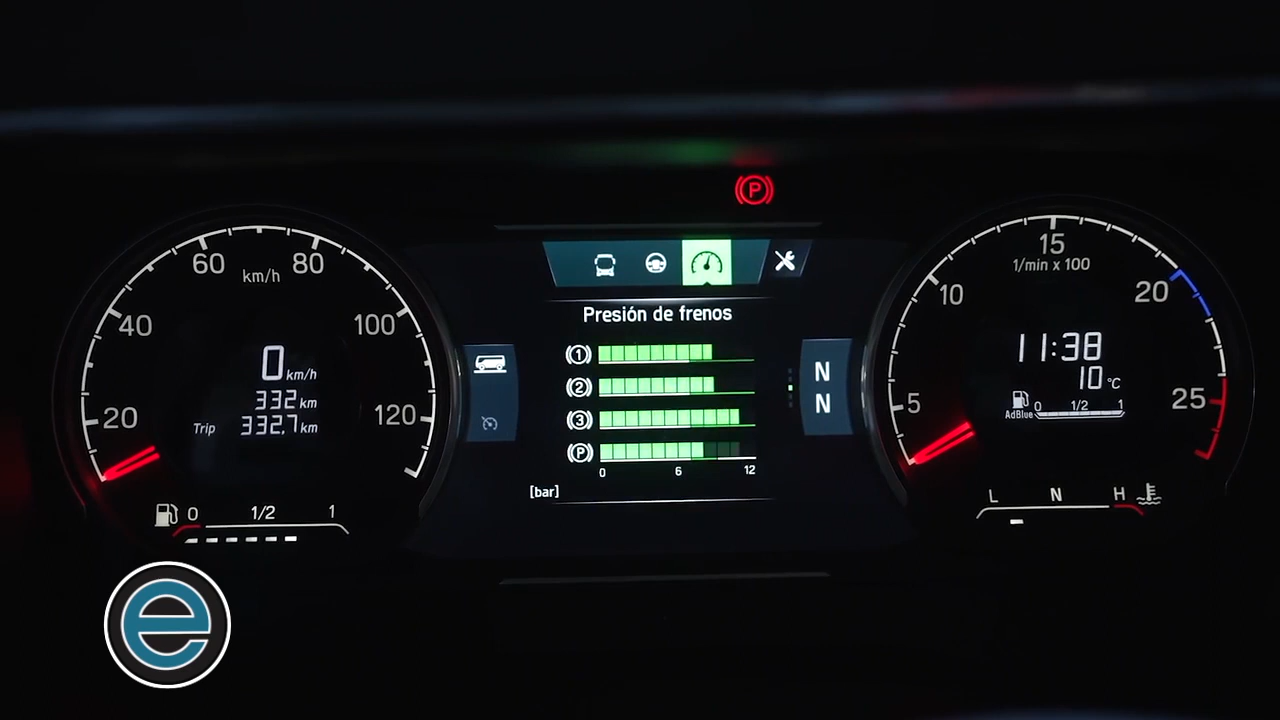 P
60 80
km/h
40 100
20 120
0 km/h
332 km
Trip 332.7 km
0 1/2 1
Presión de frenos
(1)
(2)
(3)
(P)
0 6 12
[bar]
N
N
15
1/min x 100
10 20
5 25
11:38
10 °C
AdBlue 0 1/2 1
L N H
e